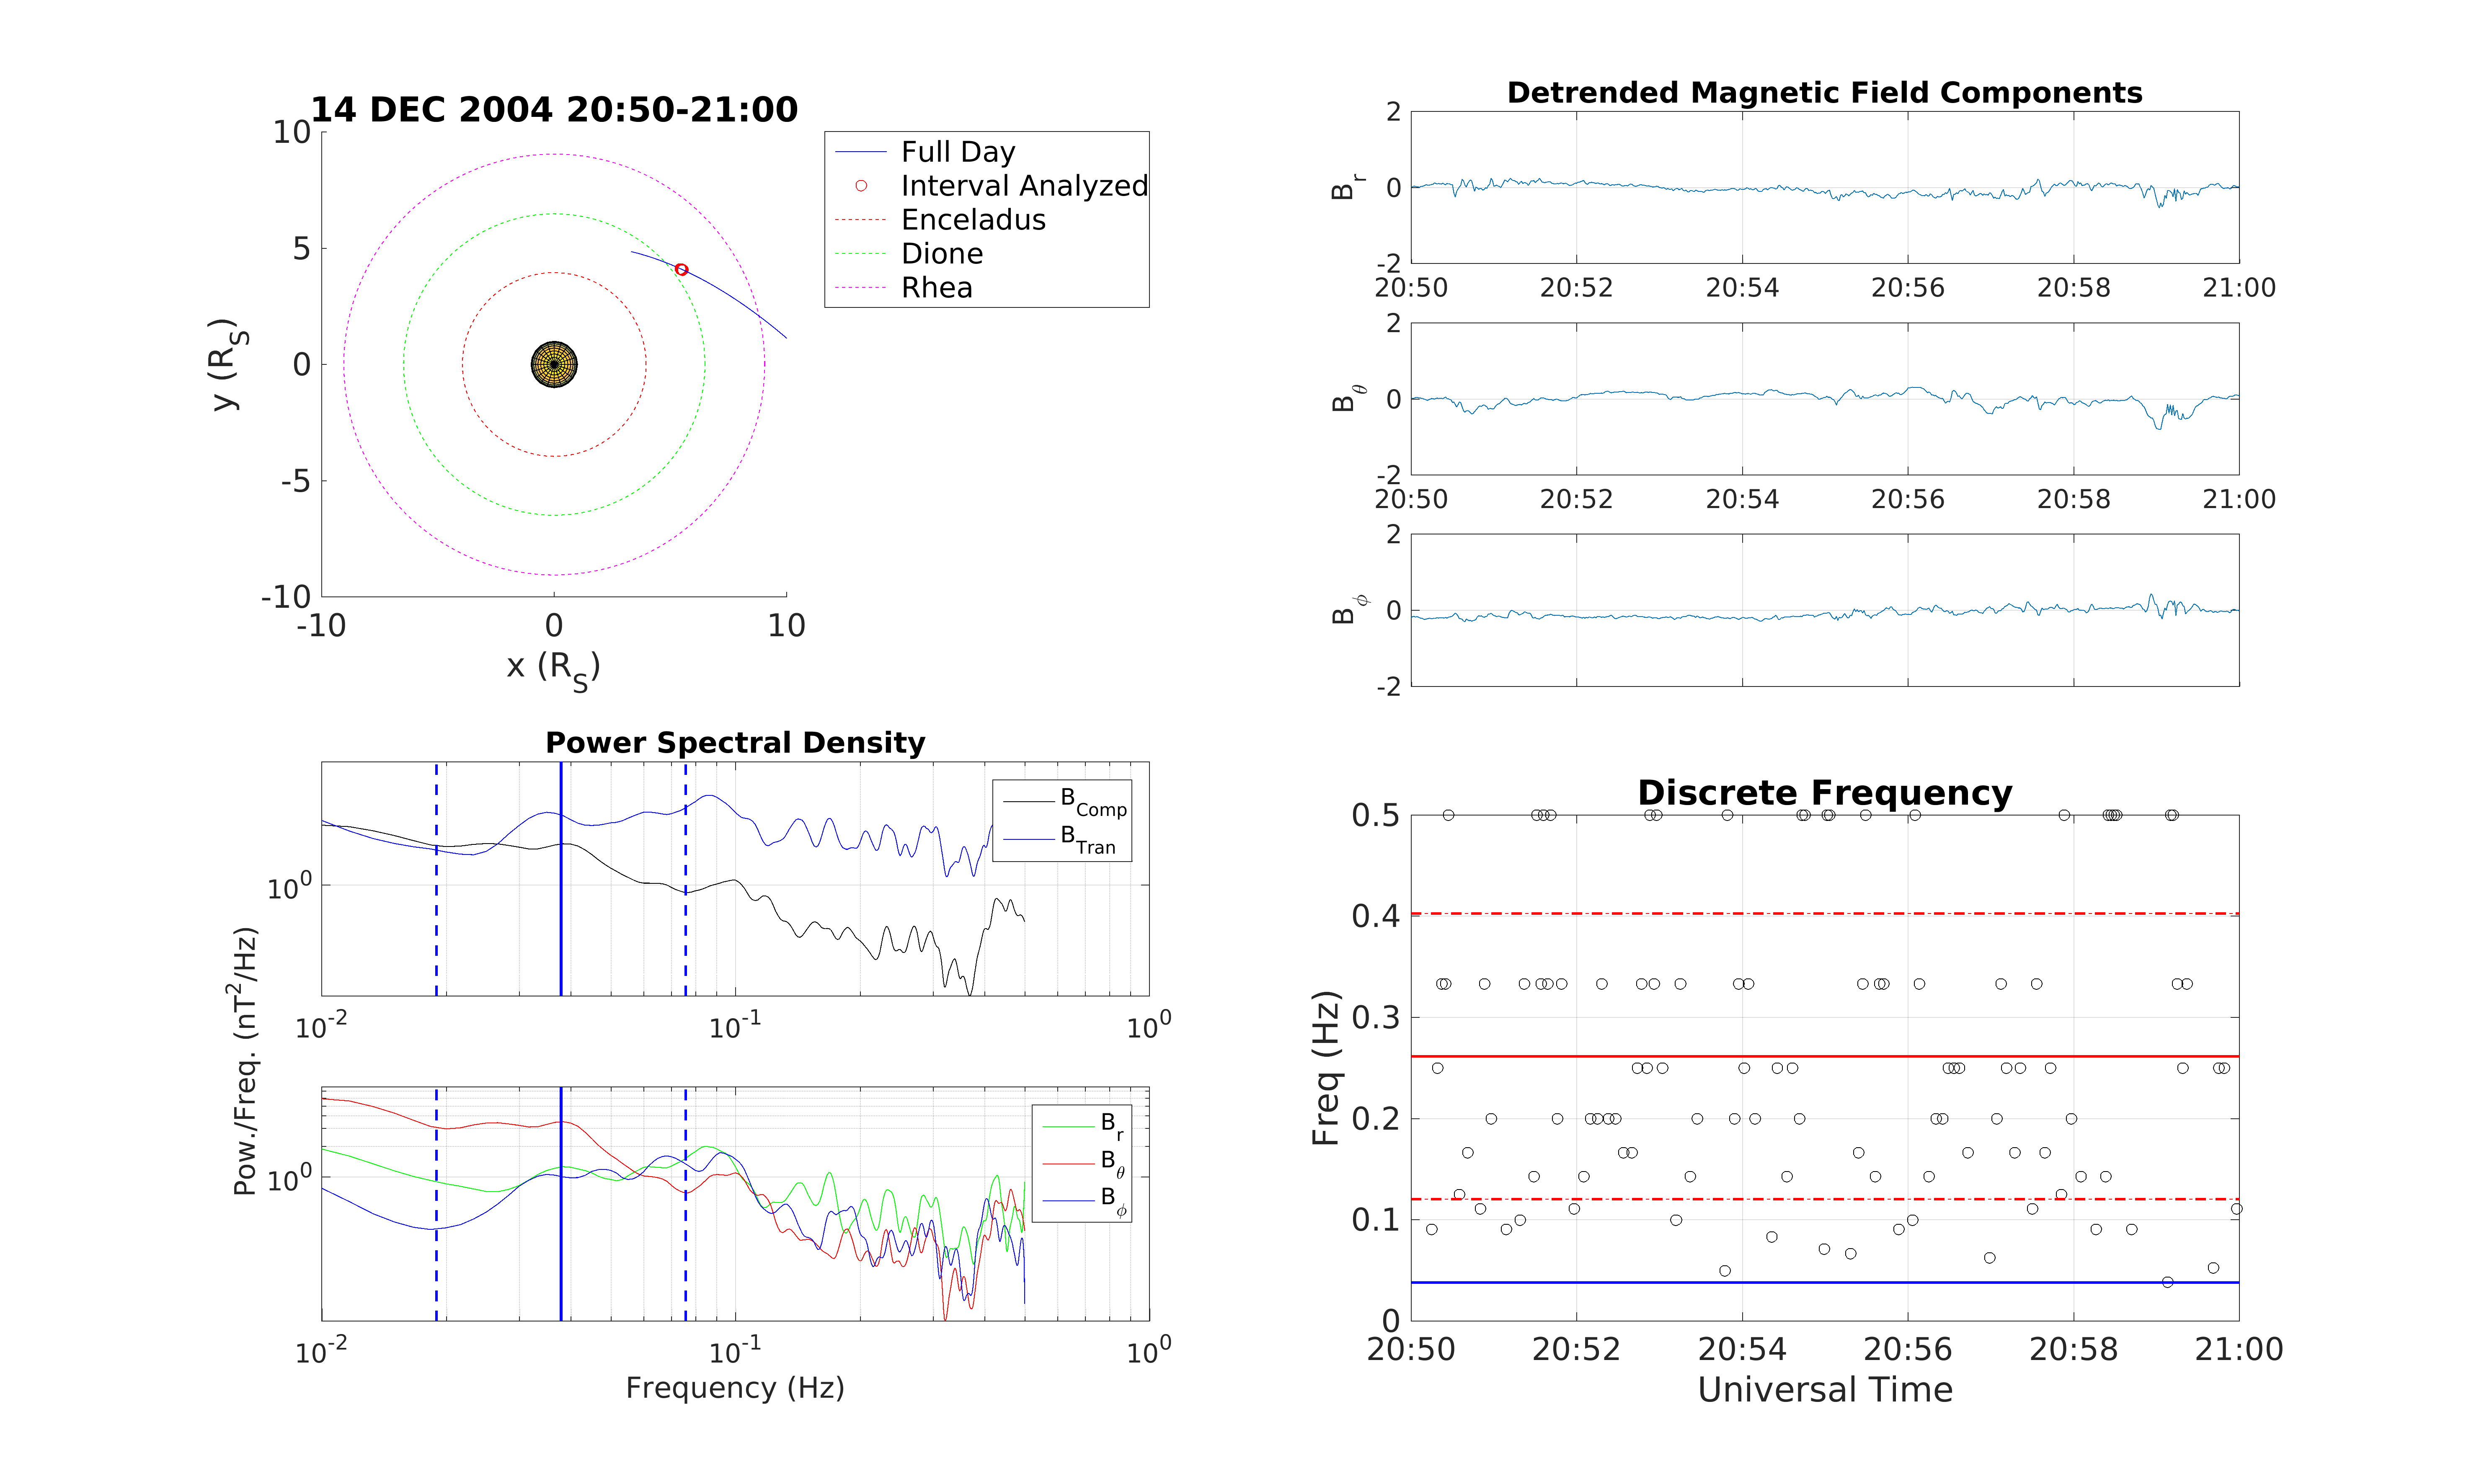 14 DEC 2004 20:50-21:00
10
5
0
-5
-10
-10 0 10
y (R_S)
x (R_S)
Full Day
Interval Analyzed
Enceladus
Dione
Rhea
Detrended Magnetic Field Components
2
0
-2
B_r
20:50 20:52 20:54 20:56 20:58 21:00
2
0
-2
B_θ
20:50 20:52 20:54 20:56 20:58 21:00
2
0
-2
B_ϕ
Power Spectral Density
10^0
B_Comp
B_Tran
10^-2 10^-1 10^0
Pow./Freq. (nT^2/Hz)
10^0
B_r
B_θ
B_ϕ
10^-2 10^-1 10^0
Frequency (Hz)
Discrete Frequency
0.5
0.4
0.3
0.2
0.1
0
Freq (Hz)
20:50 20:52 20:54 20:56 20:58 21:00
Universal Time